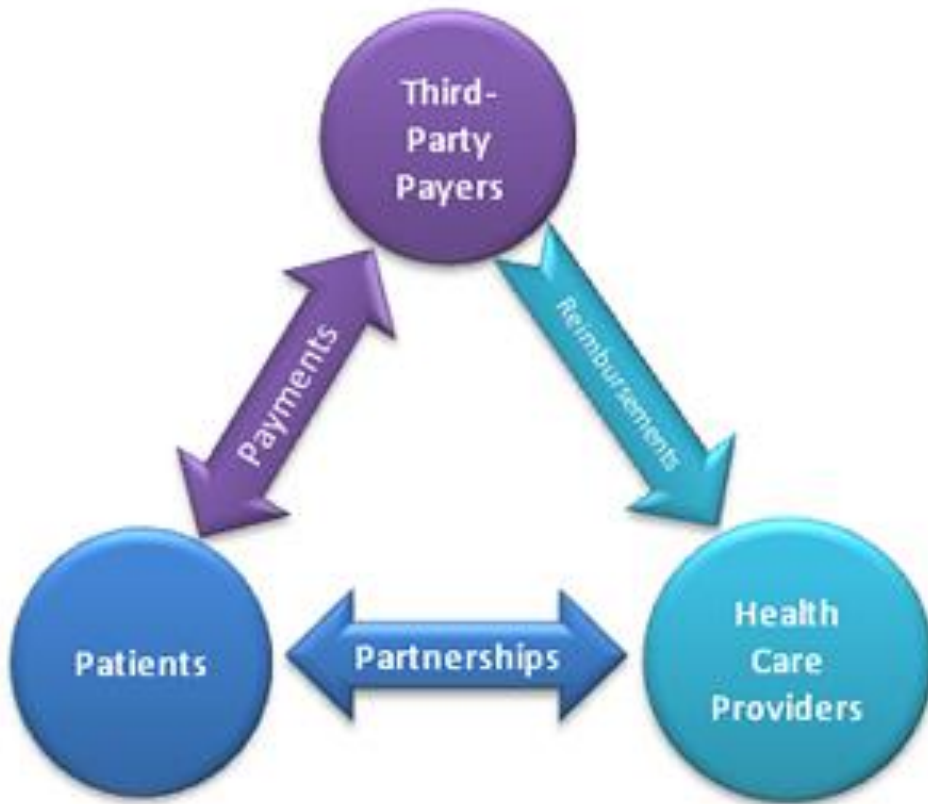 Third-
Party
Payers
Payments
Reimbursements
Patients
Partnerships
Health
Care
Providers